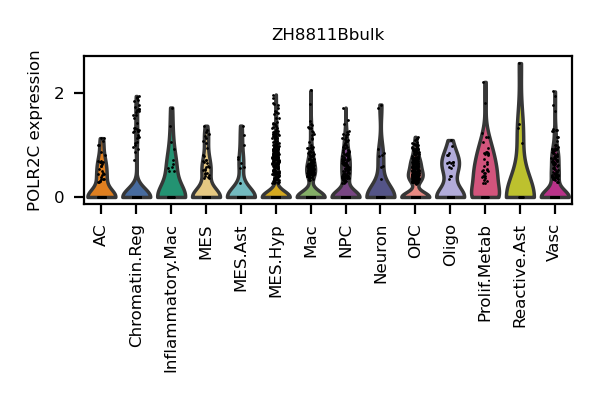 ZH8811Bbulk
POLR2C expression
2
0
AC
Chromatin.Reg
Inflammatory.Mac
MES
MES.Ast
MES.Hyp
Mac
NPC
Neuron
OPC
Oligo
Prolif.Metab
Reactive.Ast
Vasc